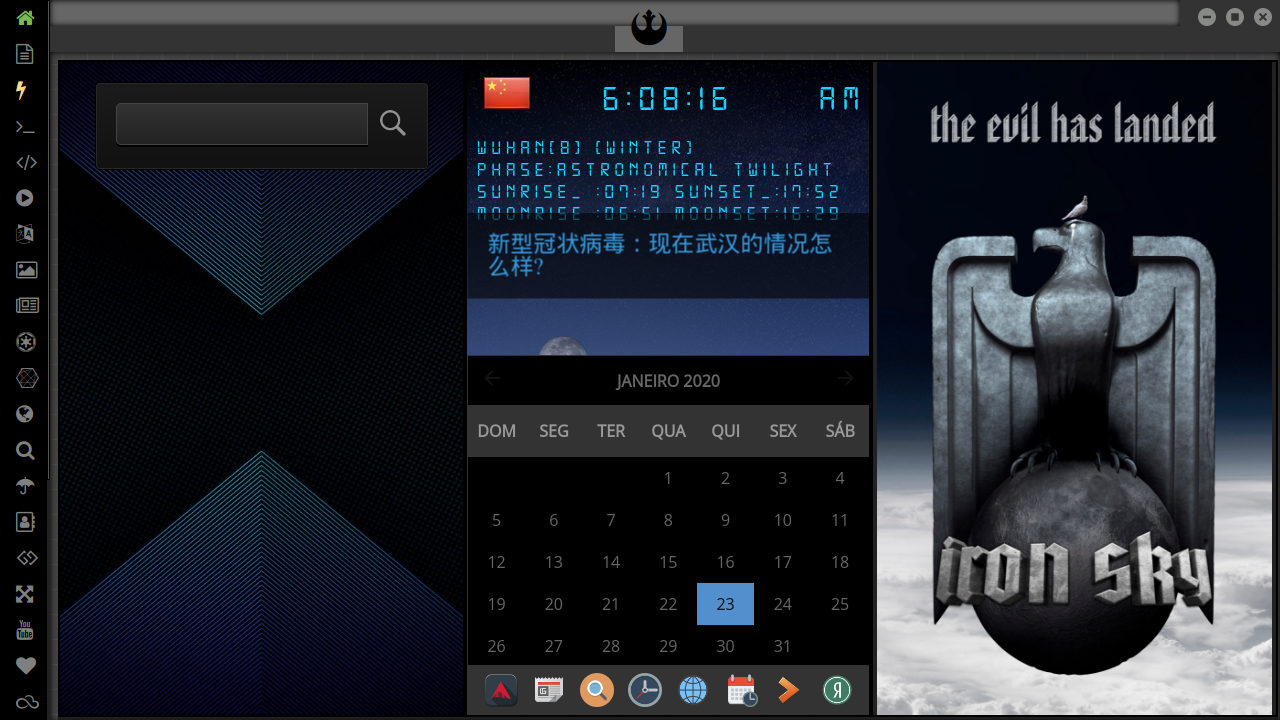 6:08:16 AM
WUHAN(8) (WINTER)
PHASE:ASTRONOMICAL TWILIGHT
SUNRISE_ :07:19 SUNSET_:17:52
MOONRISE :06:51 MOONSET:16:29
新型冠状病毒：现在武汉的情况怎
么样?
JANEIRO 2020
DOM SEG TER QUA QUI SEX SÁB
1 2 3 4
5 6 7 8 9 10 11
12 13 14 15 16 17 18
19 20 21 22 23 24 25
26 27 28 29 30 31
Я
the evil has landed
iron sky
You
Tube